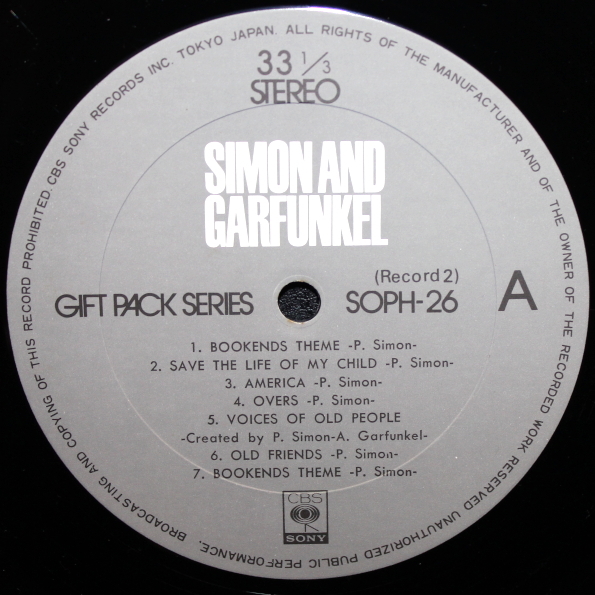 CBS SONY RECORDS INC. TOKYO JAPAN. ALL RIGHTS OF THE MANUFACTURER AND OF THE OWNER OF THE RECORDED WORK RESERVED UNAUTHORIZED PUBLIC PERFORMANCE. BROADCASTING AND COPYING OF THIS RECORD PROHIBITED.
33 1/3
STEREO
SIMON AND
GARFUNKEL
(Record 2)
GIFT PACK SERIES SOPH-26 A
1. BOOKENDS THEME -P. Simon-
2. SAVE THE LIFE OF MY CHILD -P. Simon-
3. AMERICA -P. Simon-
4. OVERS -P. Simon-
5. VOICES OF OLD PEOPLE
-Created by P. Simon-A. Garfunkel-
6. OLD FRIENDS -P. Simon-
7. BOOKENDS THEME -P. Simon-
CBS
SONY